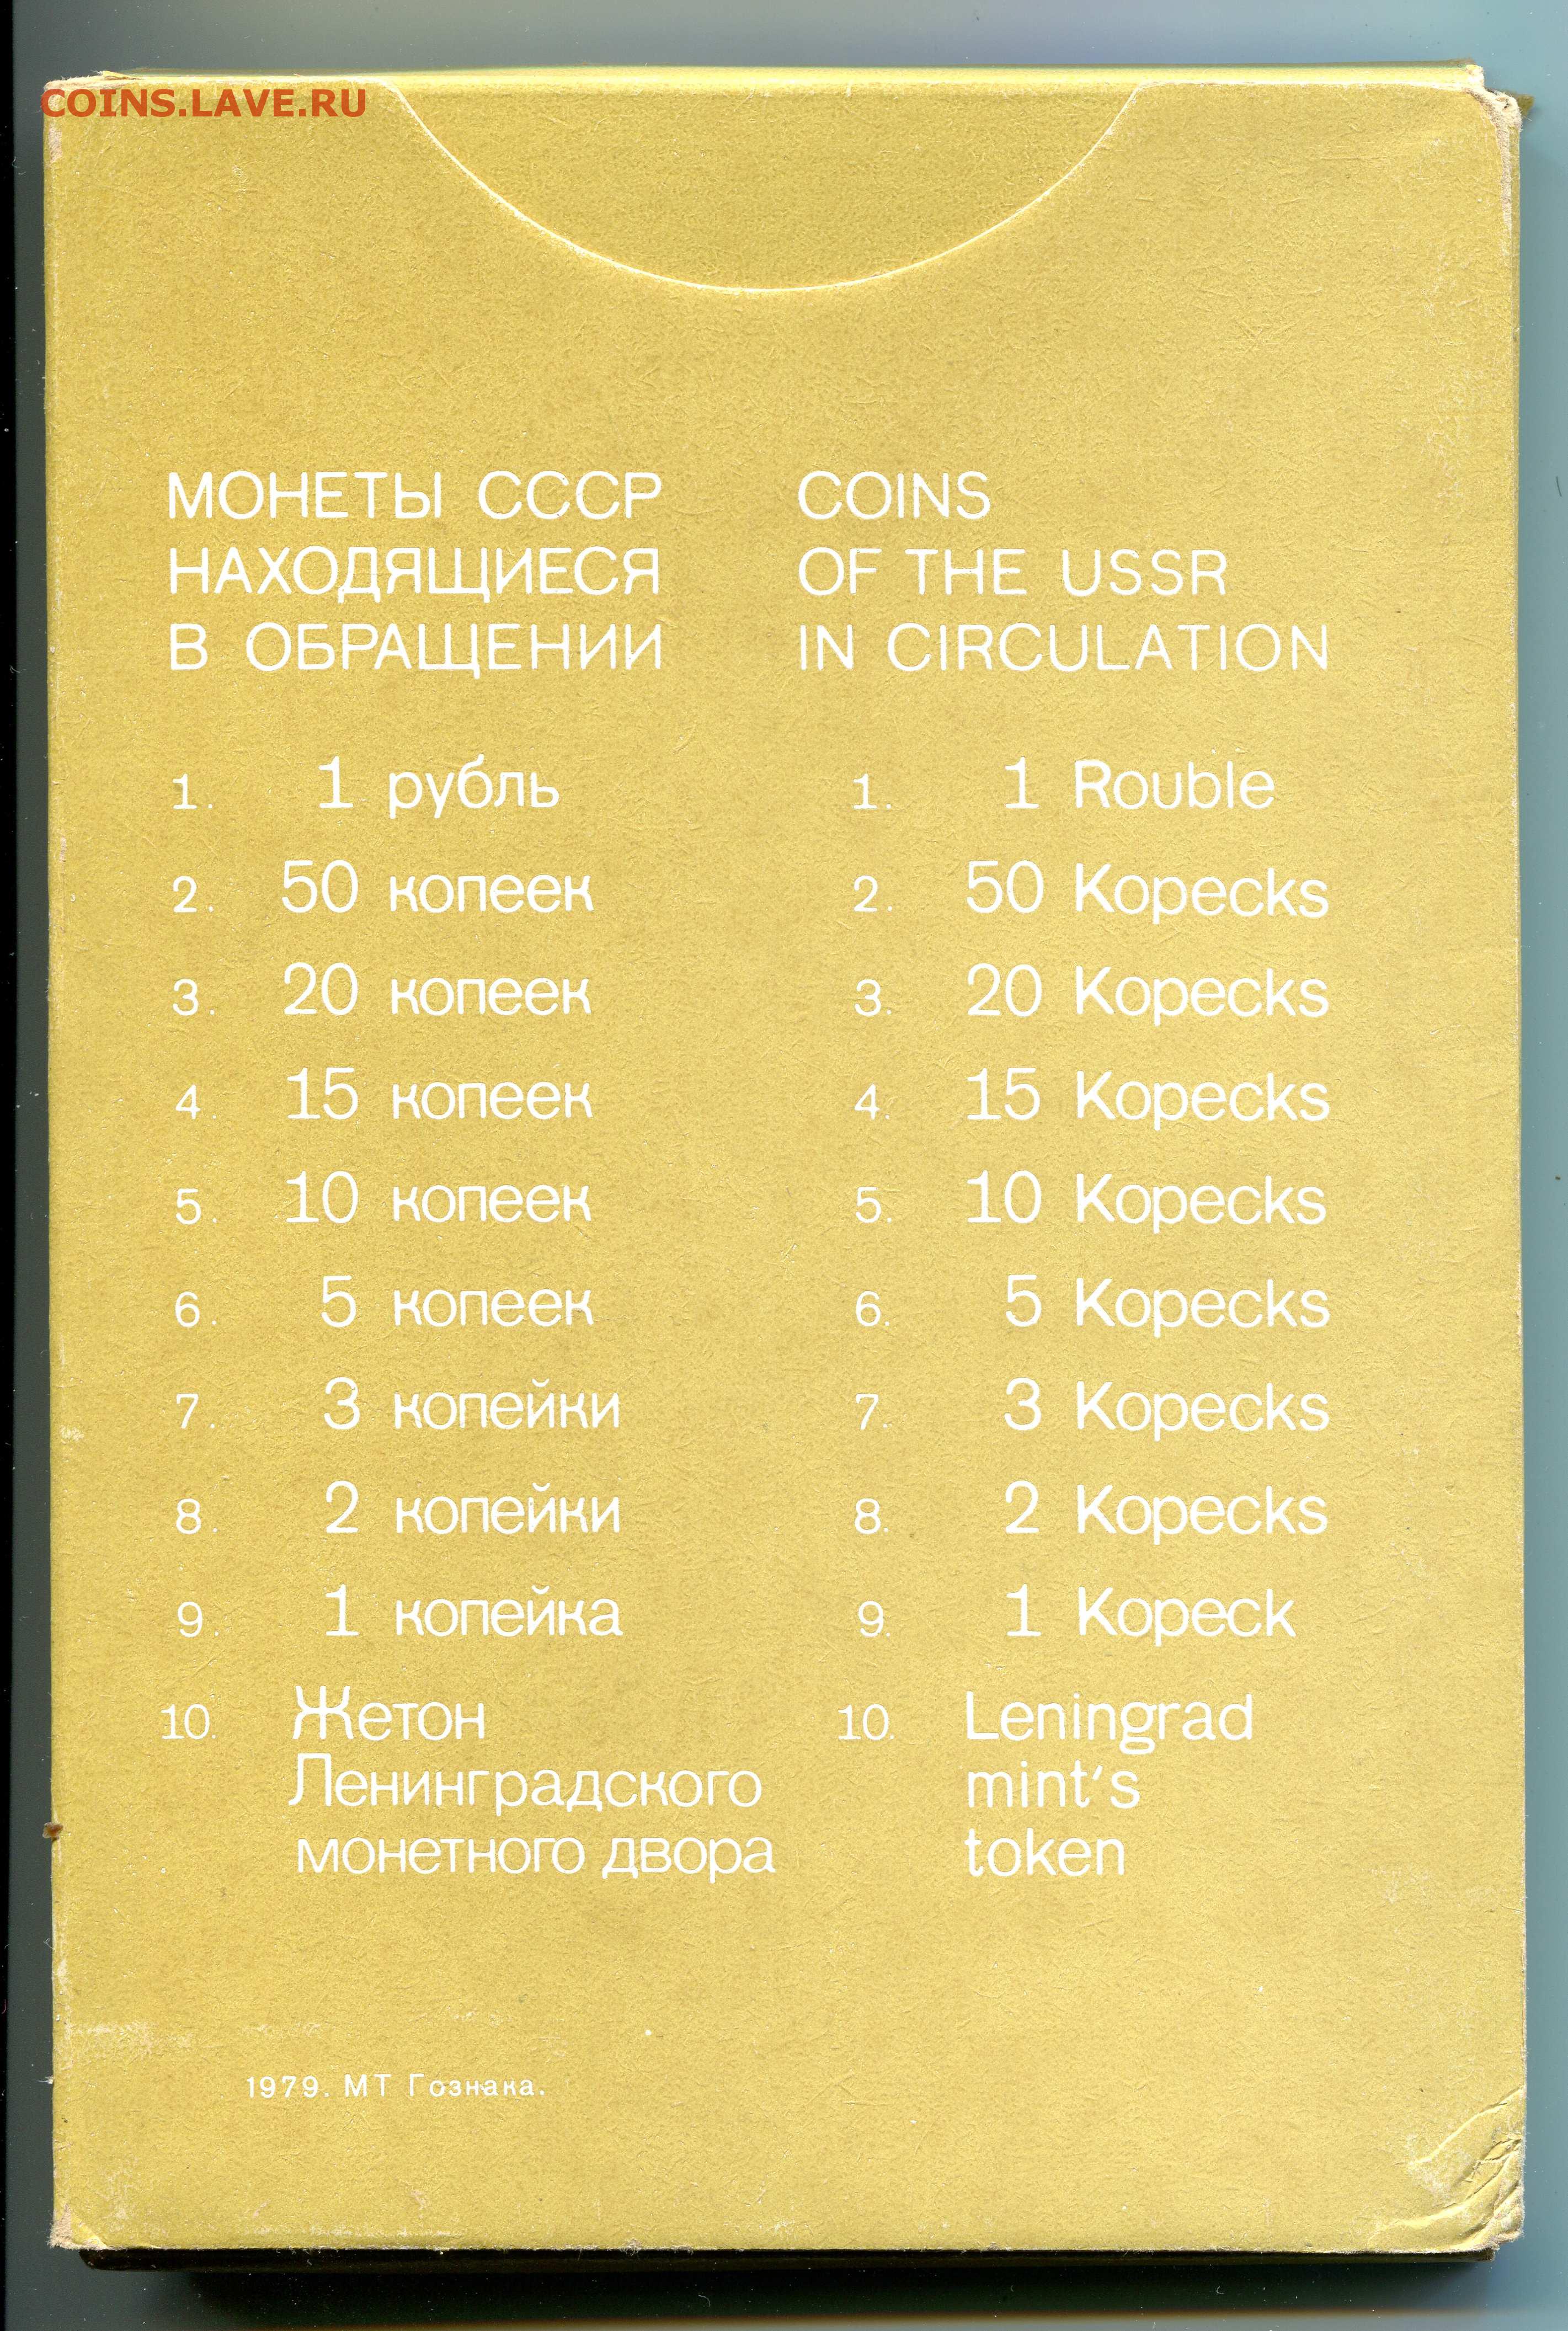 COINS.LAVE.RU
МОНЕТЫ СССР
НАХОДЯЩИЕСЯ
В ОБРАЩЕНИИ
1. 1 рубль
2. 50 копеек
3. 20 копеек
4. 15 копеек
5. 10 копеек
6. 5 копеек
7. 3 копейки
8. 2 копейки
9. 1 копейка
10. Жетон
Ленинградского
монетного двора
COINS
OF THE USSR
IN CIRCULATION
1. 1 Rouble
2. 50 Kopecks
3. 20 Kopecks
4. 15 Kopecks
5. 10 Kopecks
6. 5 Kopecks
7. 3 Kopecks
8. 2 Kopecks
9. 1 Kopeck
10. Leningrad
mint's
token
1979. МТ Гознака.